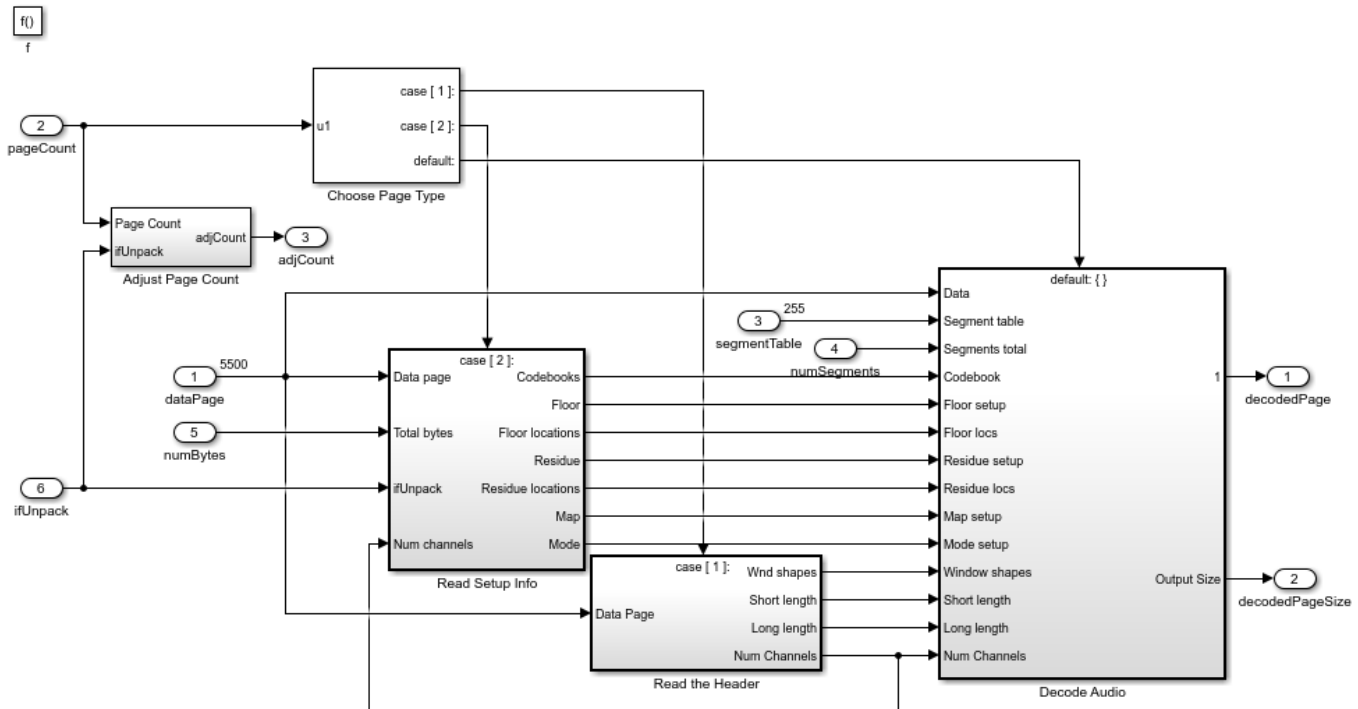 f()
f
case [ 1 ]:
2
u1
case [ 2 ]:
pageCount
default:
Choose Page Type
Page Count
adjCount
3
ifUnpack
adjCount
Adjust Page Count
default: { }
Data
3
255
Segment table
segmentTable
4
Segments total
numSegments
case [ 2 ]:
1
5500
Data page
Codebooks
Codebook
1
1
dataPage
decodedPage
Floor
Floor setup
5
Total bytes
Floor locations
Floor locs
numBytes
Residue
Residue setup
6
ifUnpack
Residue locations
Residue locs
ifUnpack
Map
Map setup
Num channels
Mode
Mode setup
Read Setup Info
case [ 1 ]:
Wnd shapes
Window shapes
Output Size
2
decodedPageSize
Short length
Short length
Data Page
Long length
Long length
Num Channels
Num Channels
Read the Header
Decode Audio